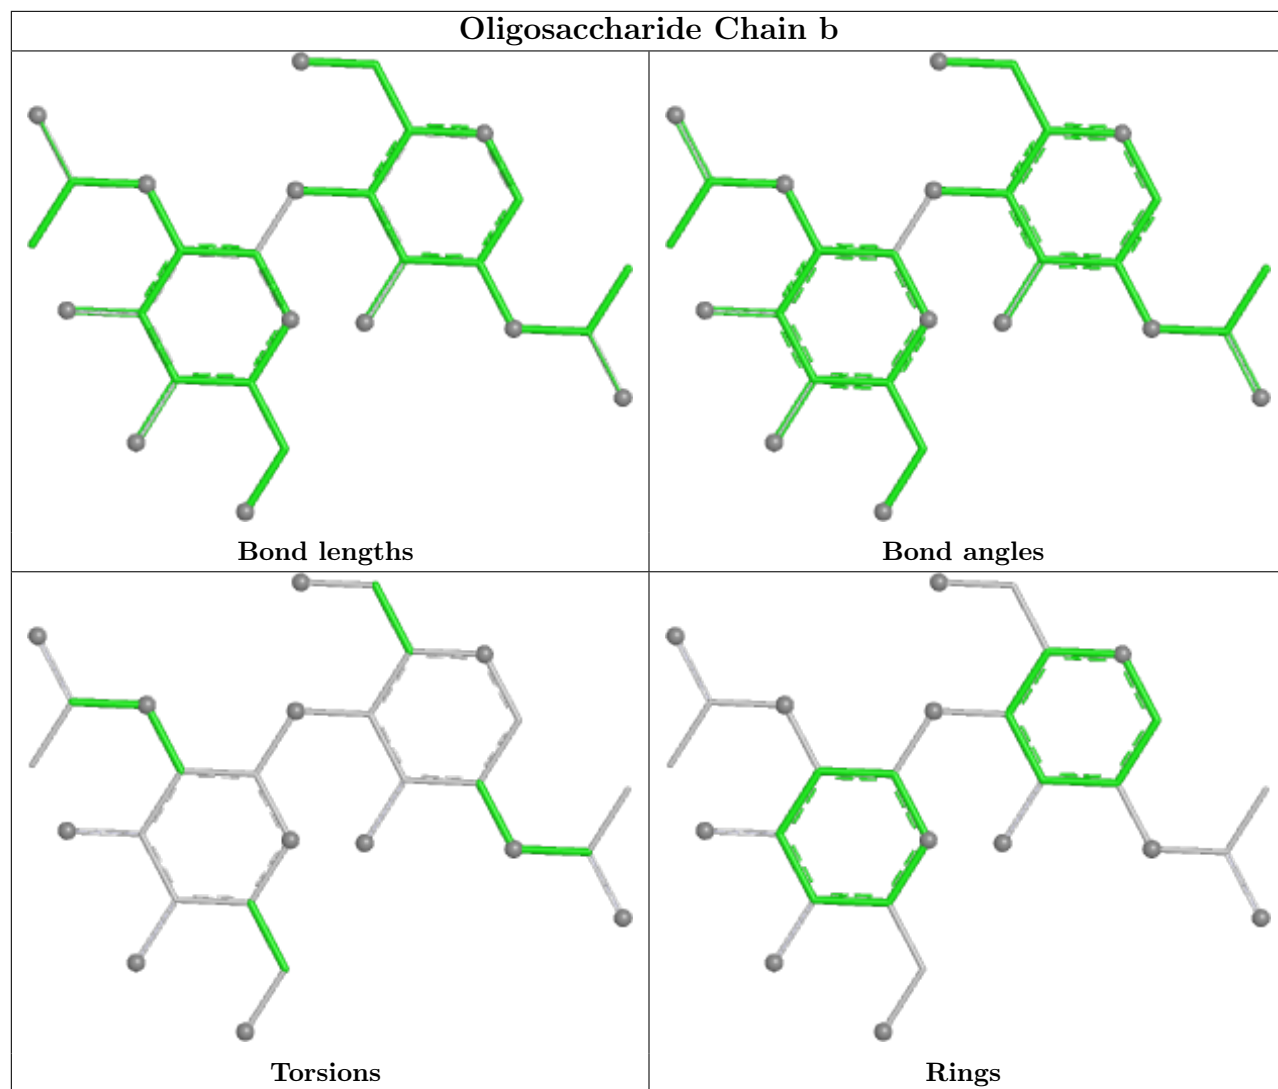 Oligosaccharide Chain b
Bond lengths
Bond angles
Torsions
Rings